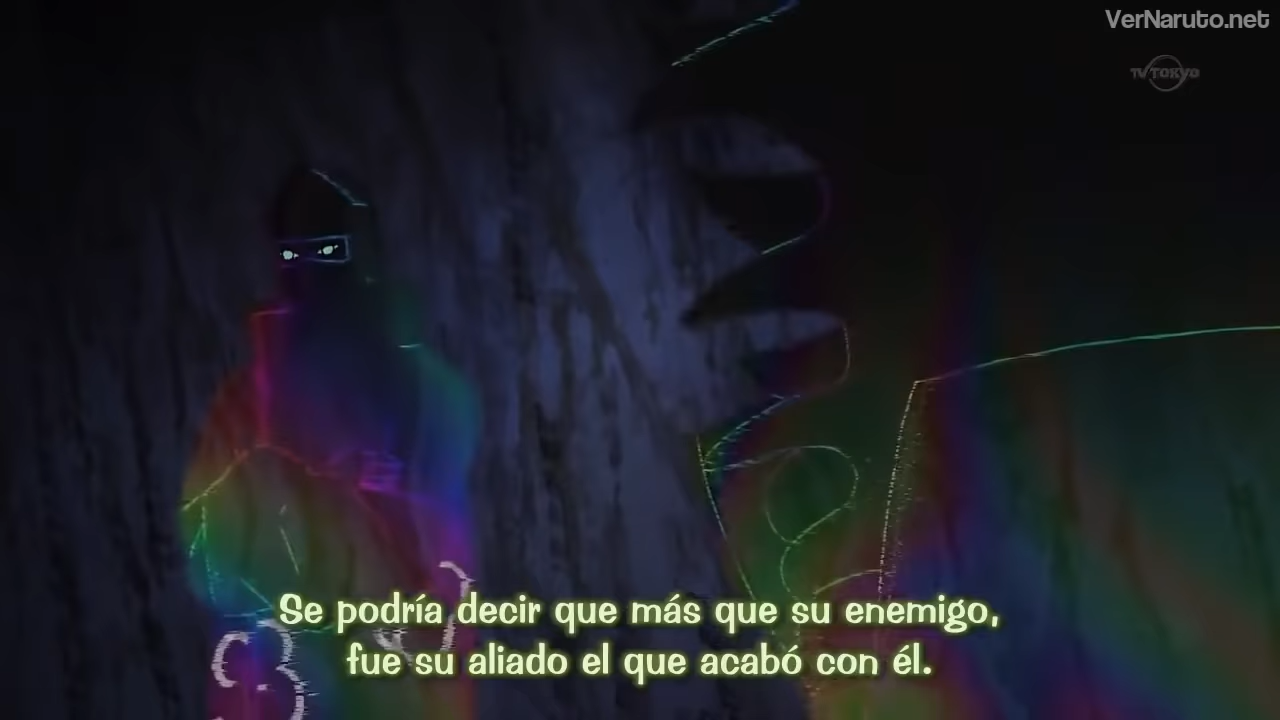 VerNaruto.net
TV TOKYO
Se podría decir que más que su enemigo,
fue su aliado el que acabó con él.